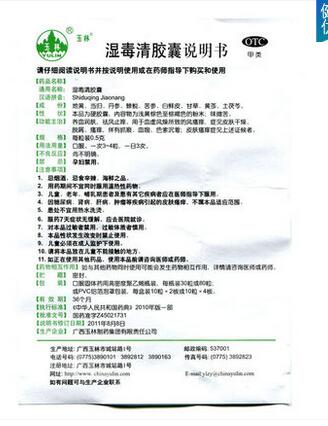 健
优
玉林
YULIN
湿毒清胶囊说明书
OTC
甲类
请仔细阅读说明书并按说明使用或在药师指导下购买和使用
【药品名称】
通用名称:湿毒清胶囊
汉语拼音:Shiduqing Jiaonang
【成 份】地黄、当归、丹参、蝉蜕、苦参、白鲜皮、甘草、黄芩、土茯苓。
【性 状】本品为硬胶囊,内容物为浅黄棕色至棕褐色的粉末;味微苦。
【功能主治】养血润肤,祛风止痒。用于血虚风燥所致的风瘙痒,症见皮肤干燥、
脱屑、瘙痒,伴有抓痕、血痂、色素沉着;皮肤瘙痒症见上述证候者。
【规 格】每粒装0.5克
【用法用量】口服,一次3~4粒,一日3次。
【不良反应】尚不明确。
【禁 忌】孕妇禁用。
【注意事项】
1. 忌烟酒、忌食辛辣、海鲜之品。
2. 用药期间不宜同时服用温热性药物。
3. 儿童、老年、哺乳期患者及患有其它疾病者应在医师指导下服用。
4. 因糖尿病、肾病、肝病、肿瘤等疾病引起的皮肤瘙痒,不属本品适应范围。
5. 患处不宜用热水洗烫。
6. 服药7天症状无缓解,应去医院就诊。
7. 对本品过敏者禁用,过敏体质者慎用。
8. 本品性状发生改变时禁止使用。
9. 儿童必须在成人监护下使用。
10. 请将本品放在儿童不能接触的地方。
11. 如正在使用其他药品,使用本品前请咨询医师或药师。
【药物相互作用】如与其他药物同时使用可能会发生药物相互作用,详情请咨询医师或药师。
【贮 藏】密封。
【包 装】口服固体药用高密度聚乙烯瓶装,每瓶装30粒或80粒;
或PVC铝箔泡罩包装,每盒装10粒×2板或10粒×4板。
【有 效 期】36个月
【执行标准】《中华人民共和国药典》2010年版一部
【批准文号】国药准字Z45021731
【说明书修订日期】2011年8月8日
【生产企业】广西玉林制药集团有限责任公司
生产地址:广西玉林市城站路1号 邮政编码:537001
电话号码:(0775)3890101 3892812 3890163 传真号码:(0775)3892823
注册地址:广西玉林市城站路1号
网址:http://www.chinayulin.com E-mail:ylzy@chinayulin.com
如有问题可与生产企业联系